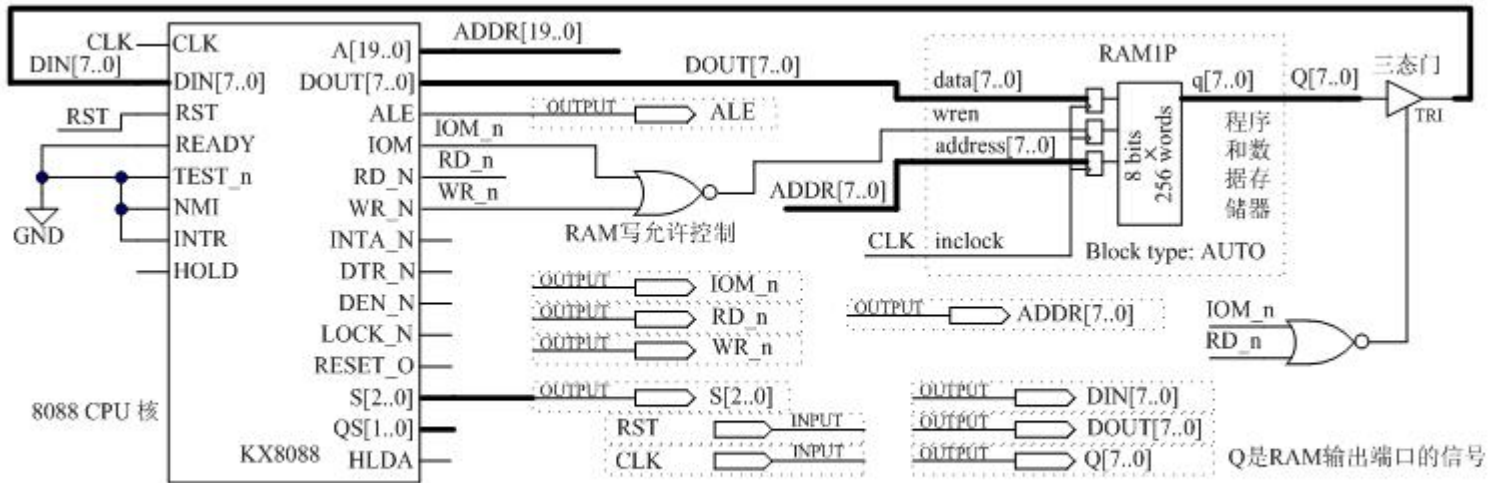 CLK
DIN[7..0]
RST
GND
CLK
DIN[7..0]
RST
READY
TEST_n
NMI
INTR
HOLD
8088 CPU 核
KX8088
A[19..0]
DOUT[7..0]
ALE
IOM
RD_N
WR_N
INTA_N
DTR_N
DEN_N
LOCK_N
RESET_O
S[2..0]
QS[1..0]
HLDA
ADDR[19..0]
DOUT[7..0]
OUTPUT ALE
IOM_n
RD_n
WR_n
RAM写允许控制
ADDR[7..0]
CLK
RAM1P
data[7..0]
wren
address[7..0]
inclock
8 bits
×
256 words
q[7..0]
Block type: AUTO
Q[7..0]
三态门
TRI
程序
和数
据存
储器
OUTPUT IOM_n
OUTPUT RD_n
OUTPUT WR_n
OUTPUT S[2..0]
RST INPUT
CLK INPUT
OUTPUT ADDR[7..0]
IOM_n
RD_n
OUTPUT DIN[7..0]
OUTPUT DOUT[7..0]
OUTPUT Q[7..0]
Q是RAM输出端口的信号